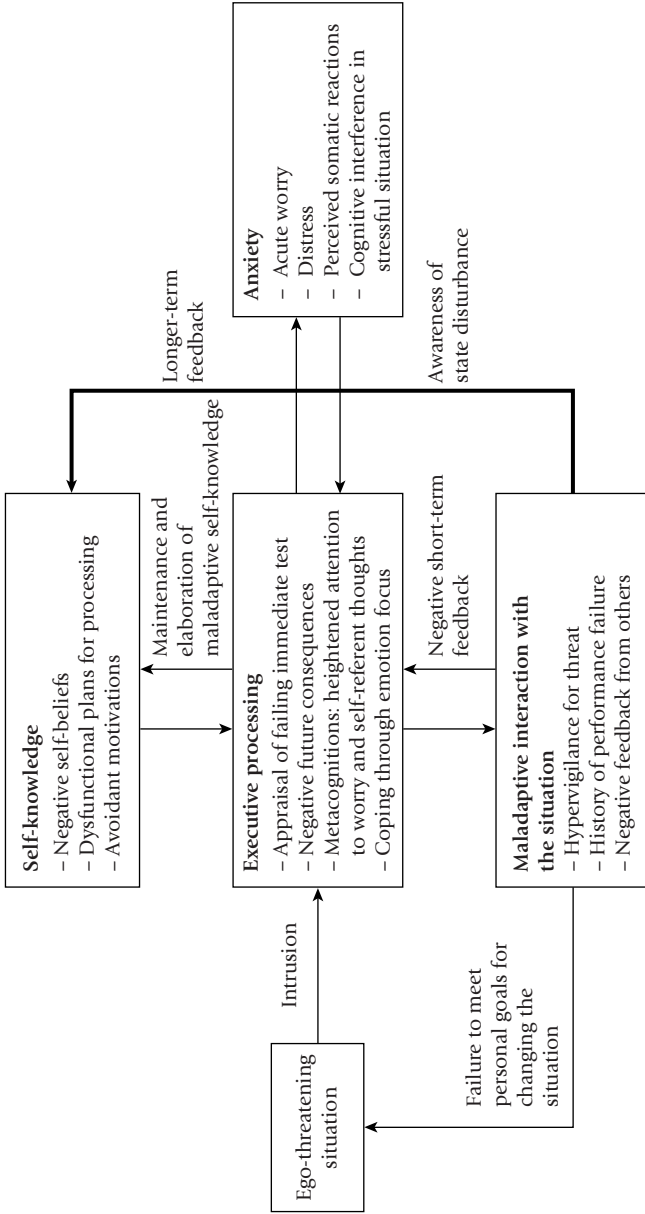 Self-knowledge
– Negative self-beliefs
– Dysfunctional plans for processing
– Avoidant motivations
Maintenance and
elaboration of
maladaptive self-knowledge
Longer-term
feedback
Ego-threatening
situation
Intrusion
Executive processing
– Appraisal of failing immediate test
– Negative future consequences
– Metacognitions: heightened attention
to worry and self-referent thoughts
– Coping through emotion focus
Anxiety
– Acute worry
– Distress
– Perceived somatic reactions
– Cognitive interference in
stressful situation
Failure to meet
personal goals for
changing the
situation
Negative short-term
feedback
Awareness of
state disturbance
Maladaptive interaction with
the situation
– Hypervigilance for threat
– History of performance failure
– Negative feedback from others